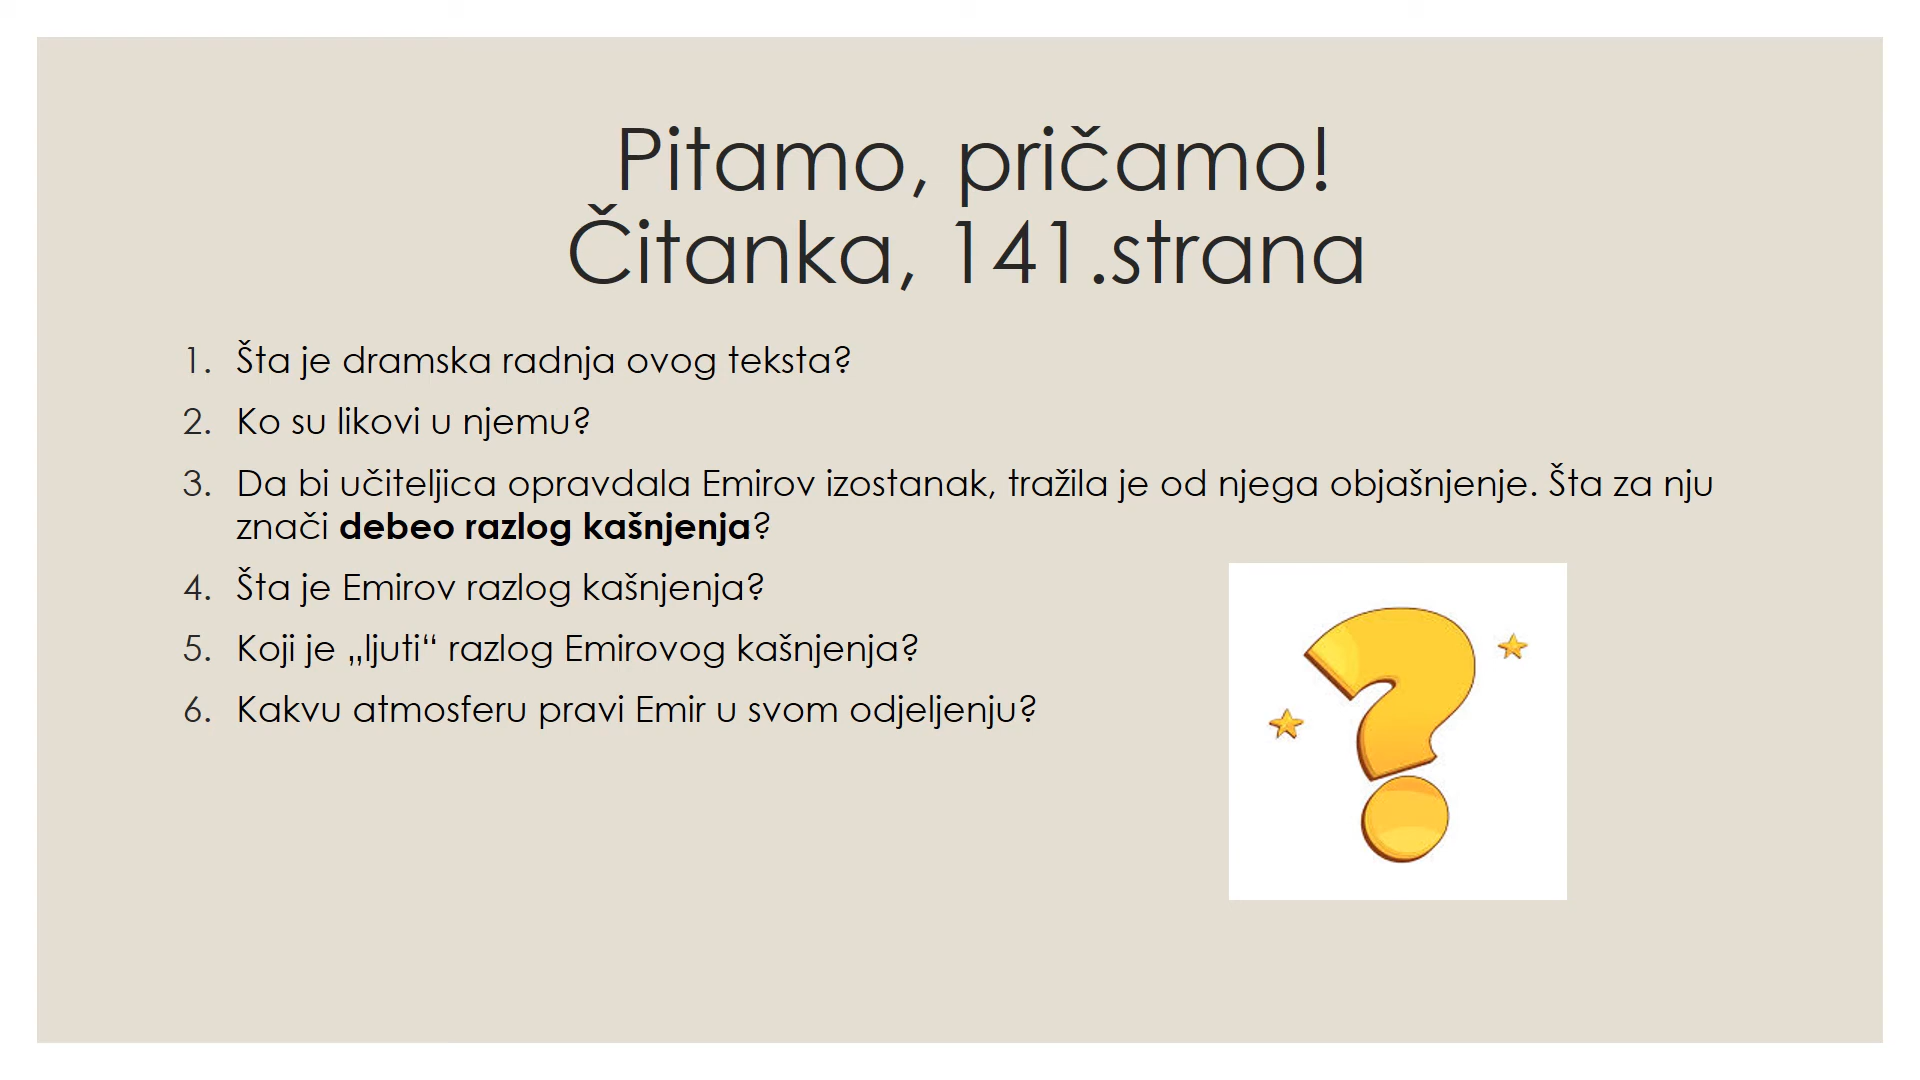 Pitamo, pričamo!
Čitanka, 141.strana
1. Šta je dramska radnja ovog teksta?
2. Ko su likovi u njemu?
3. Da bi učiteljica opravdala Emirov izostanak, tražila je od njega objašnjenje. Šta za nju
znači debeo razlog kašnjenja?
4. Šta je Emirov razlog kašnjenja?
5. Koji je „ljuti“ razlog Emirovog kašnjenja?
6. Kakvu atmosferu pravi Emir u svom odjeljenju?